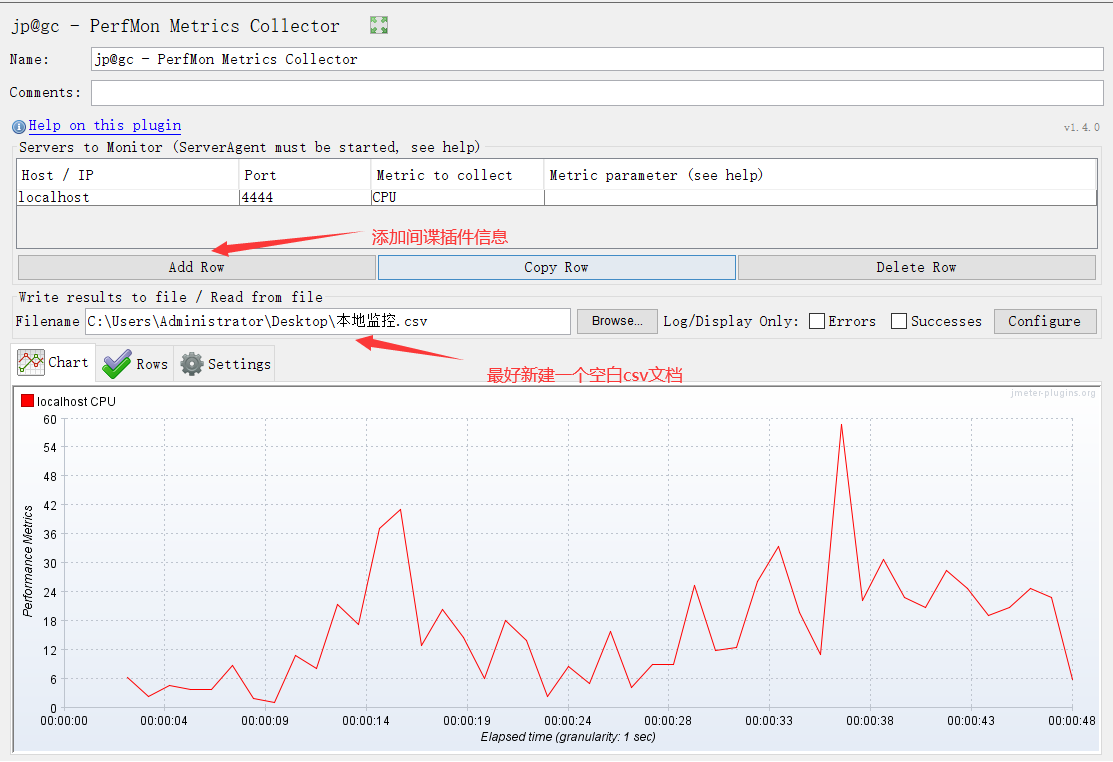 jp@gc - PerfMon Metrics Collector
Name: jp@gc - PerfMon Metrics Collector
Comments:
Help on this plugin
v1.4.0
Servers to Monitor (ServerAgent must be started, see help)
Host / IP Port Metric to collect Metric parameter (see help)
localhost 4444 CPU
添加间谍插件信息
Add Row Copy Row Delete Row
Write results to file / Read from file
Filename C:\Users\Administrator\Desktop\本地监控.csv Browse... Log/Display Only: Errors Successes Configure
Chart Rows Settings
最好新建一个空白csv文档
localhost CPU
jmeter-plugins.org
60
54
48
42
36
30
24
18
12
6
0
Performance Metrics
00:00:00 00:00:04 00:00:09 00:00:14 00:00:19 00:00:24 00:00:28 00:00:33 00:00:38 00:00:43 00:00:48
Elapsed time (granularity: 1 sec)